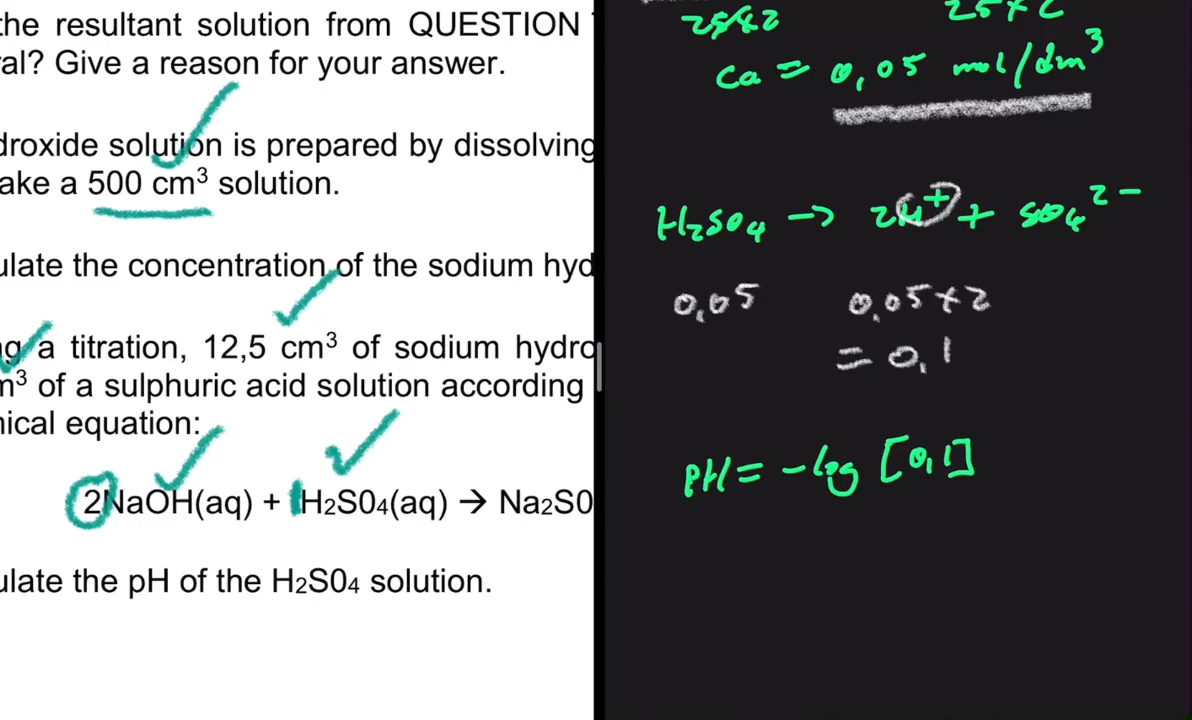 the resultant solution from QUESTION
al? Give a reason for your answer.
droxide solution is prepared by dissolving
ake a 500 cm³ solution.
ulate the concentration of the sodium hyd
g a titration, 12,5 cm³ of sodium hydro
m³ of a sulphuric acid solution according
ical equation:
2NaOH(aq) + 1H₂S0₄(aq) → Na₂S0
ulate the pH of the H₂S0₄ solution.
25×2
Ca = 0,05 mol/dm³
H₂SO₄ → 2H⁺ + SO₄²⁻
0,05 0,05×2
= 0,1
pH = -log [0,1]